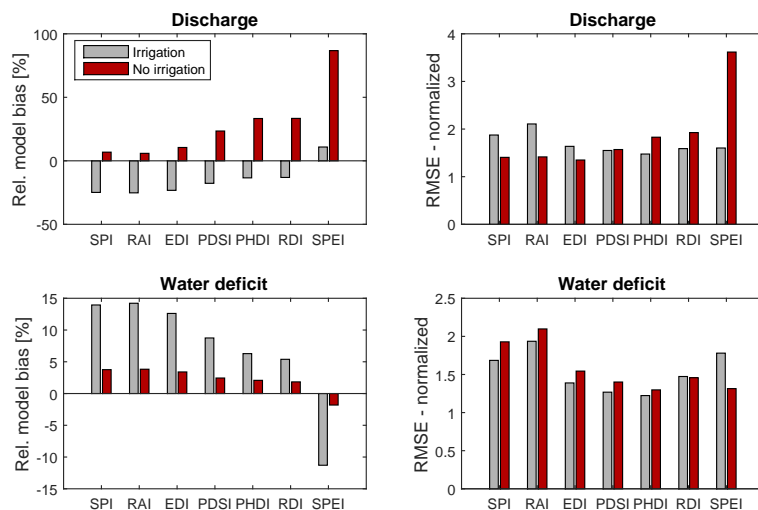 Discharge
Rel. model bias [%]
100
50
0
-50
Irrigation
No irrigation
SPI RAI EDI PDSI PHDI RDI SPEI
Discharge
RMSE - normalized
4
3
2
1
0
SPI RAI EDI PDSI PHDI RDI SPEI
Water deficit
Rel. model bias [%]
15
10
5
0
-5
-10
-15
SPI RAI EDI PDSI PHDI RDI SPEI
Water deficit
RMSE - normalized
2.5
2
1.5
1
0.5
0
SPI RAI EDI PDSI PHDI RDI SPEI